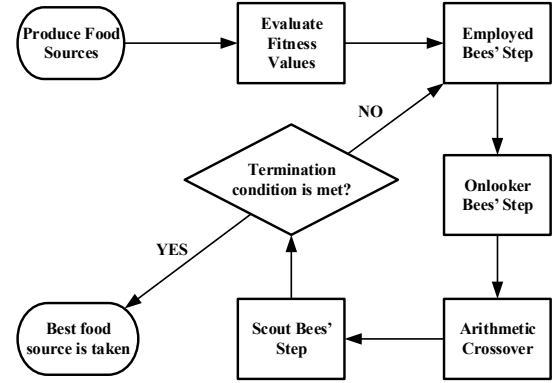 Produce Food
Sources
Evaluate
Fitness
Values
Employed
Bees' Step
NO
Termination
condition is met?
Onlooker
Bees' Step
YES
Best food
source is taken
Scout Bees'
Step
Arithmetic
Crossover